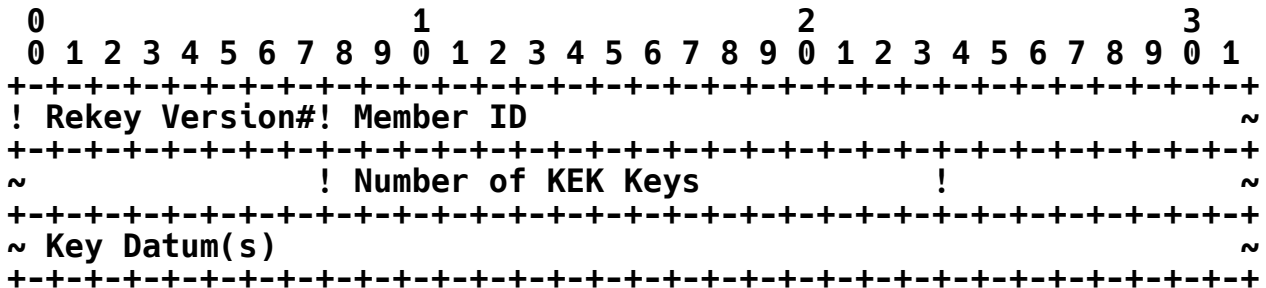 0                   1                   2                   3
 0 1 2 3 4 5 6 7 8 9 0 1 2 3 4 5 6 7 8 9 0 1 2 3 4 5 6 7 8 9 0 1
+-+-+-+-+-+-+-+-+-+-+-+-+-+-+-+-+-+-+-+-+-+-+-+-+-+-+-+-+-+-+-+-+
! Rekey Version#! Member ID                                     ~
+-+-+-+-+-+-+-+-+-+-+-+-+-+-+-+-+-+-+-+-+-+-+-+-+-+-+-+-+-+-+-+-+
~               ! Number of KEK Keys            !               ~
+-+-+-+-+-+-+-+-+-+-+-+-+-+-+-+-+-+-+-+-+-+-+-+-+-+-+-+-+-+-+-+-+
~ Key Datum(s)                                                  ~
+-+-+-+-+-+-+-+-+-+-+-+-+-+-+-+-+-+-+-+-+-+-+-+-+-+-+-+-+-+-+-+-+